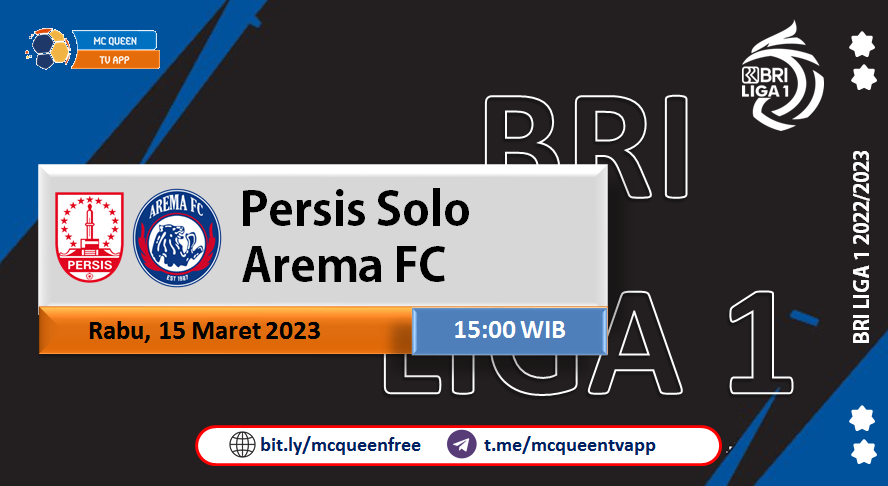 MC QUEEN
TV APP
BRI
LIGA 1
BRI
LIGA 1
PERSIS
AREMA FC
EST 1987
Persis Solo
Arema FC
Rabu, 15 Maret 2023
15:00 WIB
BRI LIGA 1 2022/2023
bit.ly/mcqueenfree
t.me/mcqueentvapp